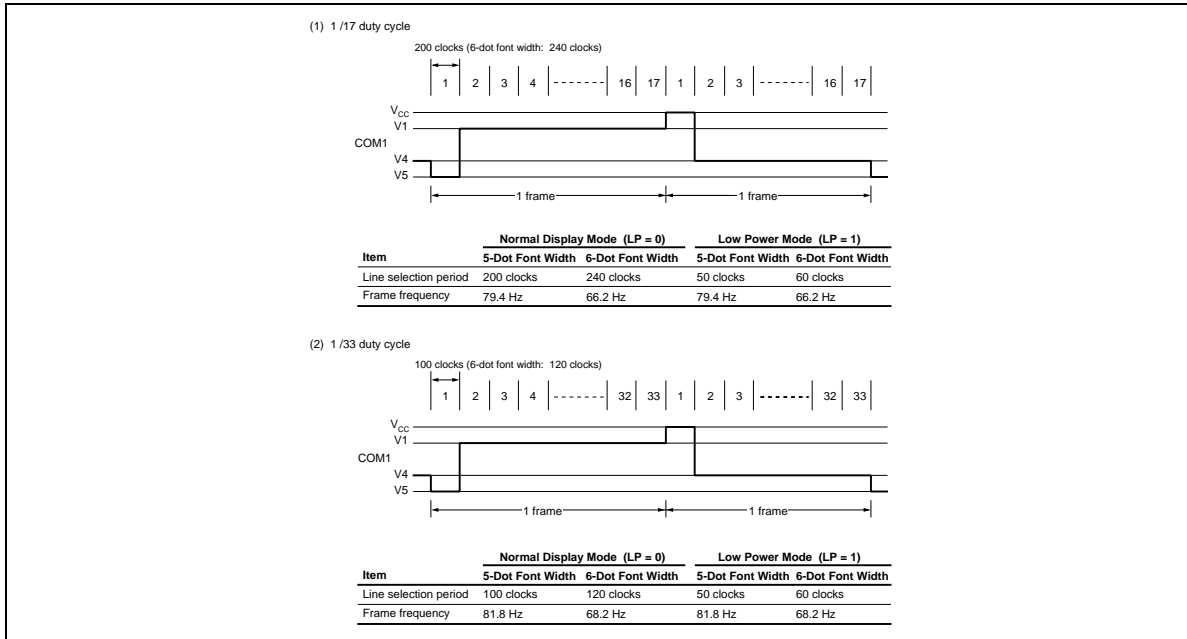 (1) 1 /17 duty cycle
200 clocks (6-dot font width: 240 clocks)
1 2 3 4 16 17 1 2 3 16 17
VCC
V1
COM1
V4
V5
1 frame 1 frame
Normal Display Mode (LP = 0) Low Power Mode (LP = 1)
Item 5-Dot Font Width 6-Dot Font Width 5-Dot Font Width 6-Dot Font Width
Line selection period 200 clocks 240 clocks 50 clocks 60 clocks
Frame frequency 79.4 Hz 66.2 Hz 79.4 Hz 66.2 Hz
(2) 1 /33 duty cycle
100 clocks (6-dot font width: 120 clocks)
1 2 3 4 32 33 1 2 3 32 33
VCC
V1
COM1
V4
V5
1 frame 1 frame
Normal Display Mode (LP = 0) Low Power Mode (LP = 1)
Item 5-Dot Font Width 6-Dot Font Width 5-Dot Font Width 6-Dot Font Width
Line selection period 100 clocks 120 clocks 50 clocks 60 clocks
Frame frequency 81.8 Hz 68.2 Hz 81.8 Hz 68.2 Hz